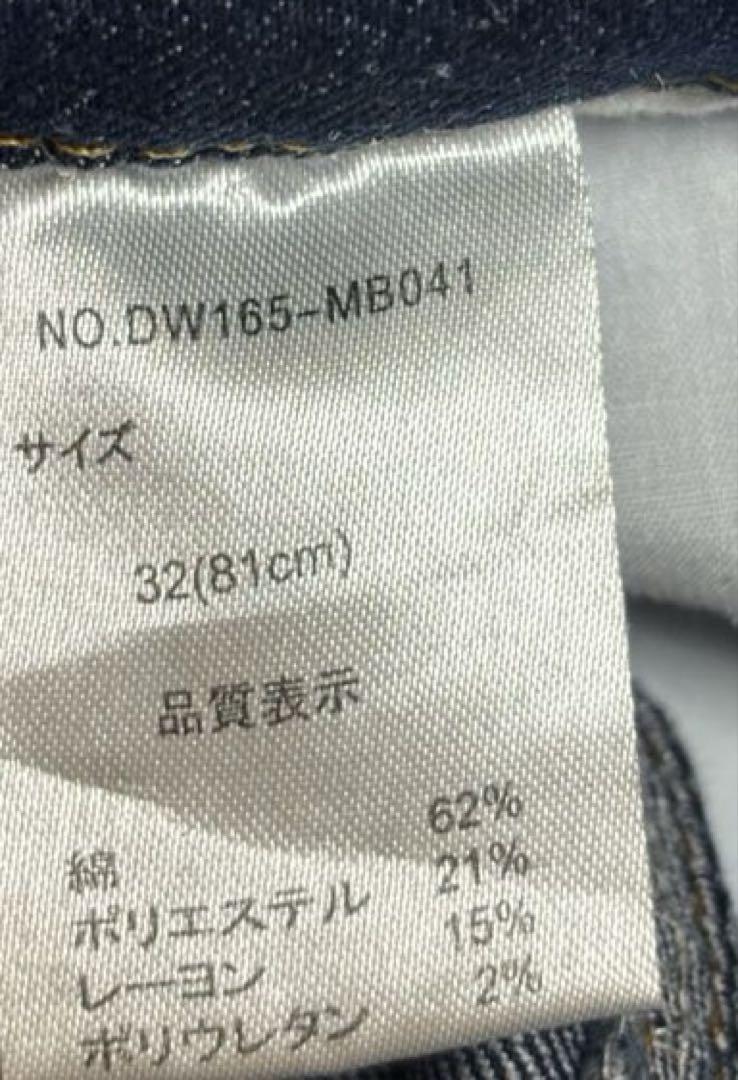 NO.DW165-MB041
サイズ
32(81cm)
品質表示
綿 62%
ポリエステル 21%
レーヨン 15%
ポリウレタン 2%